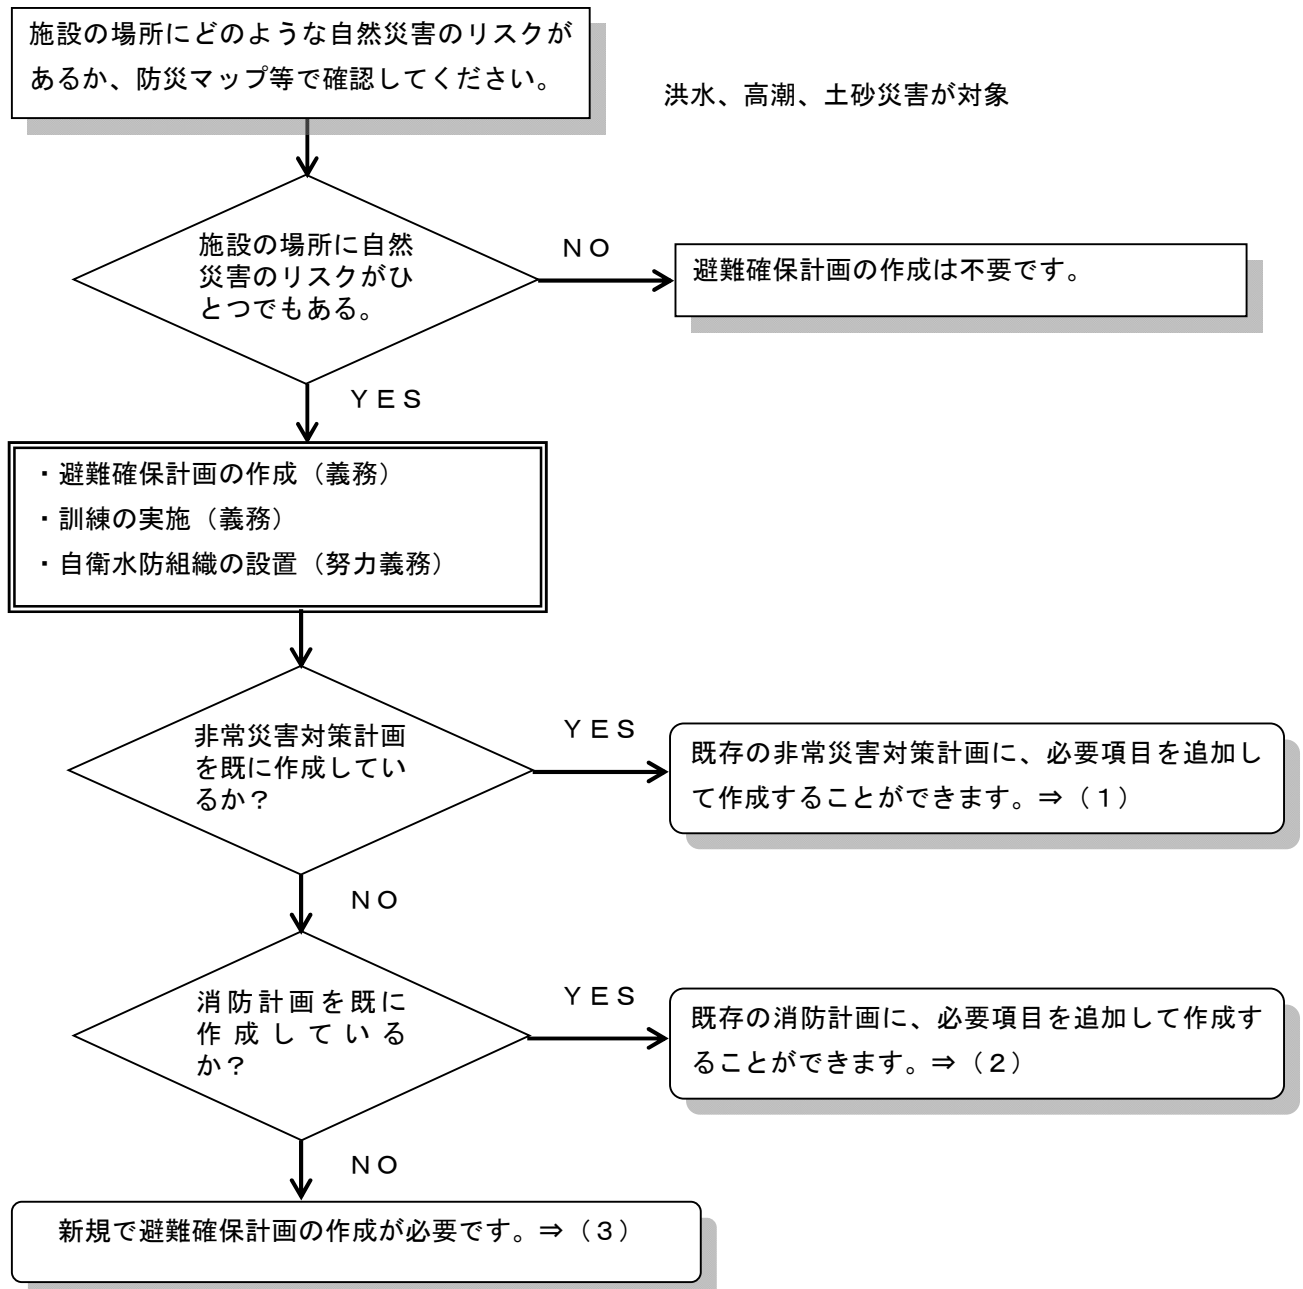 施設の場所にどのような自然災害のリスクが
あるか、防災マップ等で確認してください。
洪水、高潮、土砂災害が対象
施設の場所に自然
災害のリスクがひ
とつでもある。
ＮＯ
避難確保計画の作成は不要です。
ＹＥＳ
・避難確保計画の作成（義務）
・訓練の実施（義務）
・自衛水防組織の設置（努力義務）
非常災害対策計画
を既に作成してい
るか？
ＹＥＳ
既存の非常災害対策計画に、必要項目を追加し
て作成することができます。⇒（１）
ＮＯ
消防計画を既に
作成している
か？
ＹＥＳ
既存の消防計画に、必要項目を追加して作成す
ることができます。⇒（２）
ＮＯ
新規で避難確保計画の作成が必要です。⇒（３）